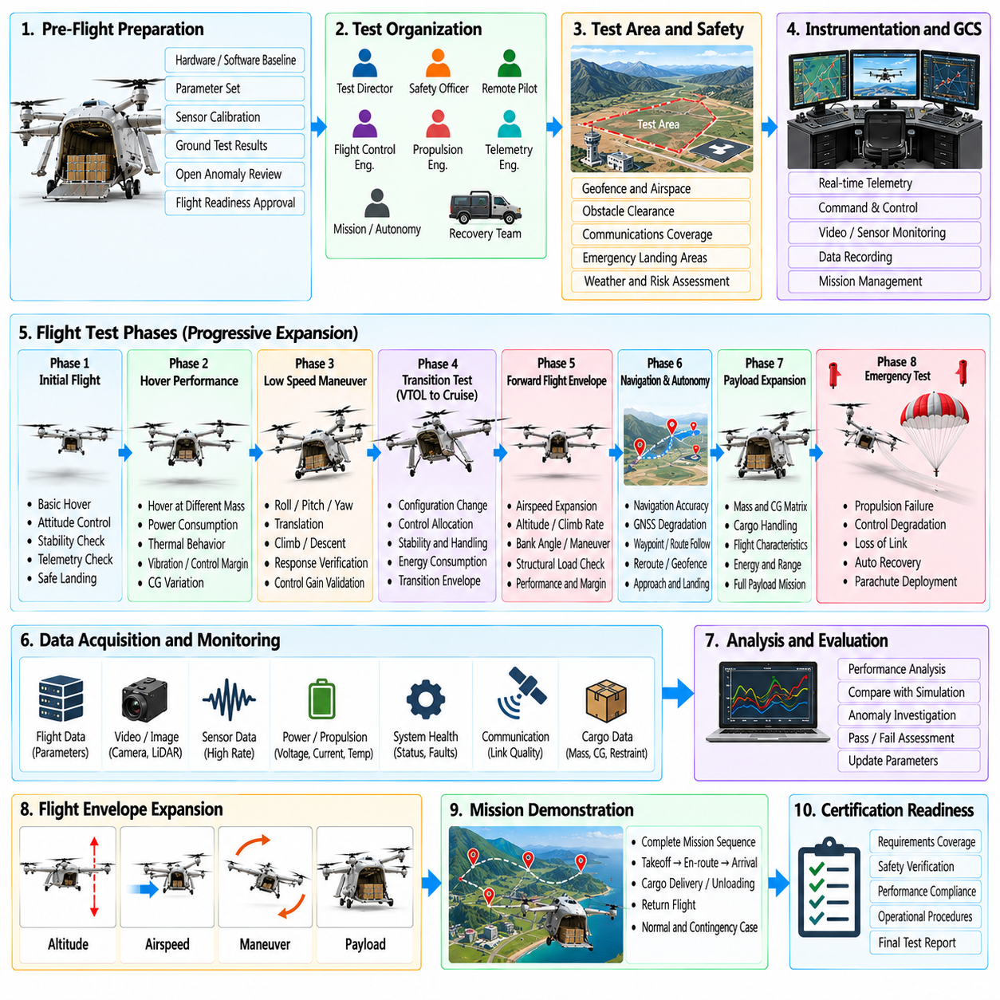 1. Pre-Flight Preparation
Hardware / Software Baseline
Parameter Set
Sensor Calibration
Ground Test Results
Open Anomaly Review
Flight Readiness Approval
2. Test Organization
Test Director
Safety Officer
Remote Pilot
Flight Control
Eng.
Propulsion
Eng.
Telemetry
Eng.
Mission / Autonomy
Recovery Team
3. Test Area and Safety
Test Area
Geofence and Airspace
Obstacle Clearance
Communications Coverage
Emergency Landing Areas
Weather and Risk Assessment
4. Instrumentation and GCS
Real-time Telemetry
Command & Control
Video / Sensor Monitoring
Data Recording
Mission Management
5. Flight Test Phases (Progressive Expansion)
Phase 1
Initial Flight
• Basic Hover
• Attitude Control
• Stability Check
• Telemetry Check
• Safe Landing
Phase 2
Hover Performance
• Hover at Different Mass
• Power Consumption
• Thermal Behavior
• Vibration / Control Margin
• CG Variation
Phase 3
Low Speed Maneuver
• Roll / Pitch / Yaw
• Translation
• Climb / Descent
• Response Verification
• Control Gain Validation
Phase 4
Transition Test
(VTOL to Cruise)
• Configuration Change
• Control Allocation
• Stability and Handling
• Energy Consumption
• Transition Envelope
Phase 5
Forward Flight Envelope
• Airspeed Expansion
• Altitude / Climb Rate
• Bank Angle / Maneuver
• Structural Load Check
• Performance and Margin
Phase 6
Navigation & Autonomy
• Navigation Accuracy
• GNSS Degradation
• Waypoint / Route Follow
• Reroute / Geofence
• Approach and Landing
Phase 7
Payload Expansion
• Mass and CG Matrix
• Cargo Handling
• Flight Characteristics
• Energy and Range
• Full Payload Mission
Phase 8
Emergency Test
• Propulsion Failure
• Control Degradation
• Loss of Link
• Auto Recovery
• Parachute Deployment
6. Data Acquisition and Monitoring
Flight Data
(Parameters)
Video / Image
(Camera, LiDAR)
Sensor Data
(High Rate)
Power / Propulsion
(Voltage, Current, Temp)
System Health
(Status, Faults)
Communication
(Link Quality)
Cargo Data
(Mass, CG, Restraint)
7. Analysis and Evaluation
Performance Analysis
Compare with Simulation
Anomaly Investigation
Pass / Fail Assessment
Update Parameters
8. Flight Envelope Expansion
Altitude
Airspeed
Maneuver
Payload
9. Mission Demonstration
• Complete Mission Sequence
• Takeoff → En-route → Arrival
• Cargo Delivery / Unloading
• Return Flight
• Normal and Contingency Case
10. Certification Readiness
Requirements Coverage
Safety Verification
Performance Compliance
Operational Procedures
Final Test Report